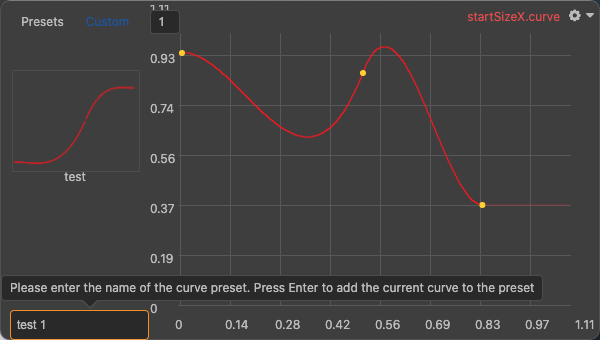 Presets Custom 1 startSizeX.curve
1.11
0.93
0.74
0.56
test
0.37
0.19
Please enter the name of the curve preset. Press Enter to add the current curve to the preset
0
test 1
0 0.14 0.28 0.42 0.56 0.69 0.83 0.97 1.11